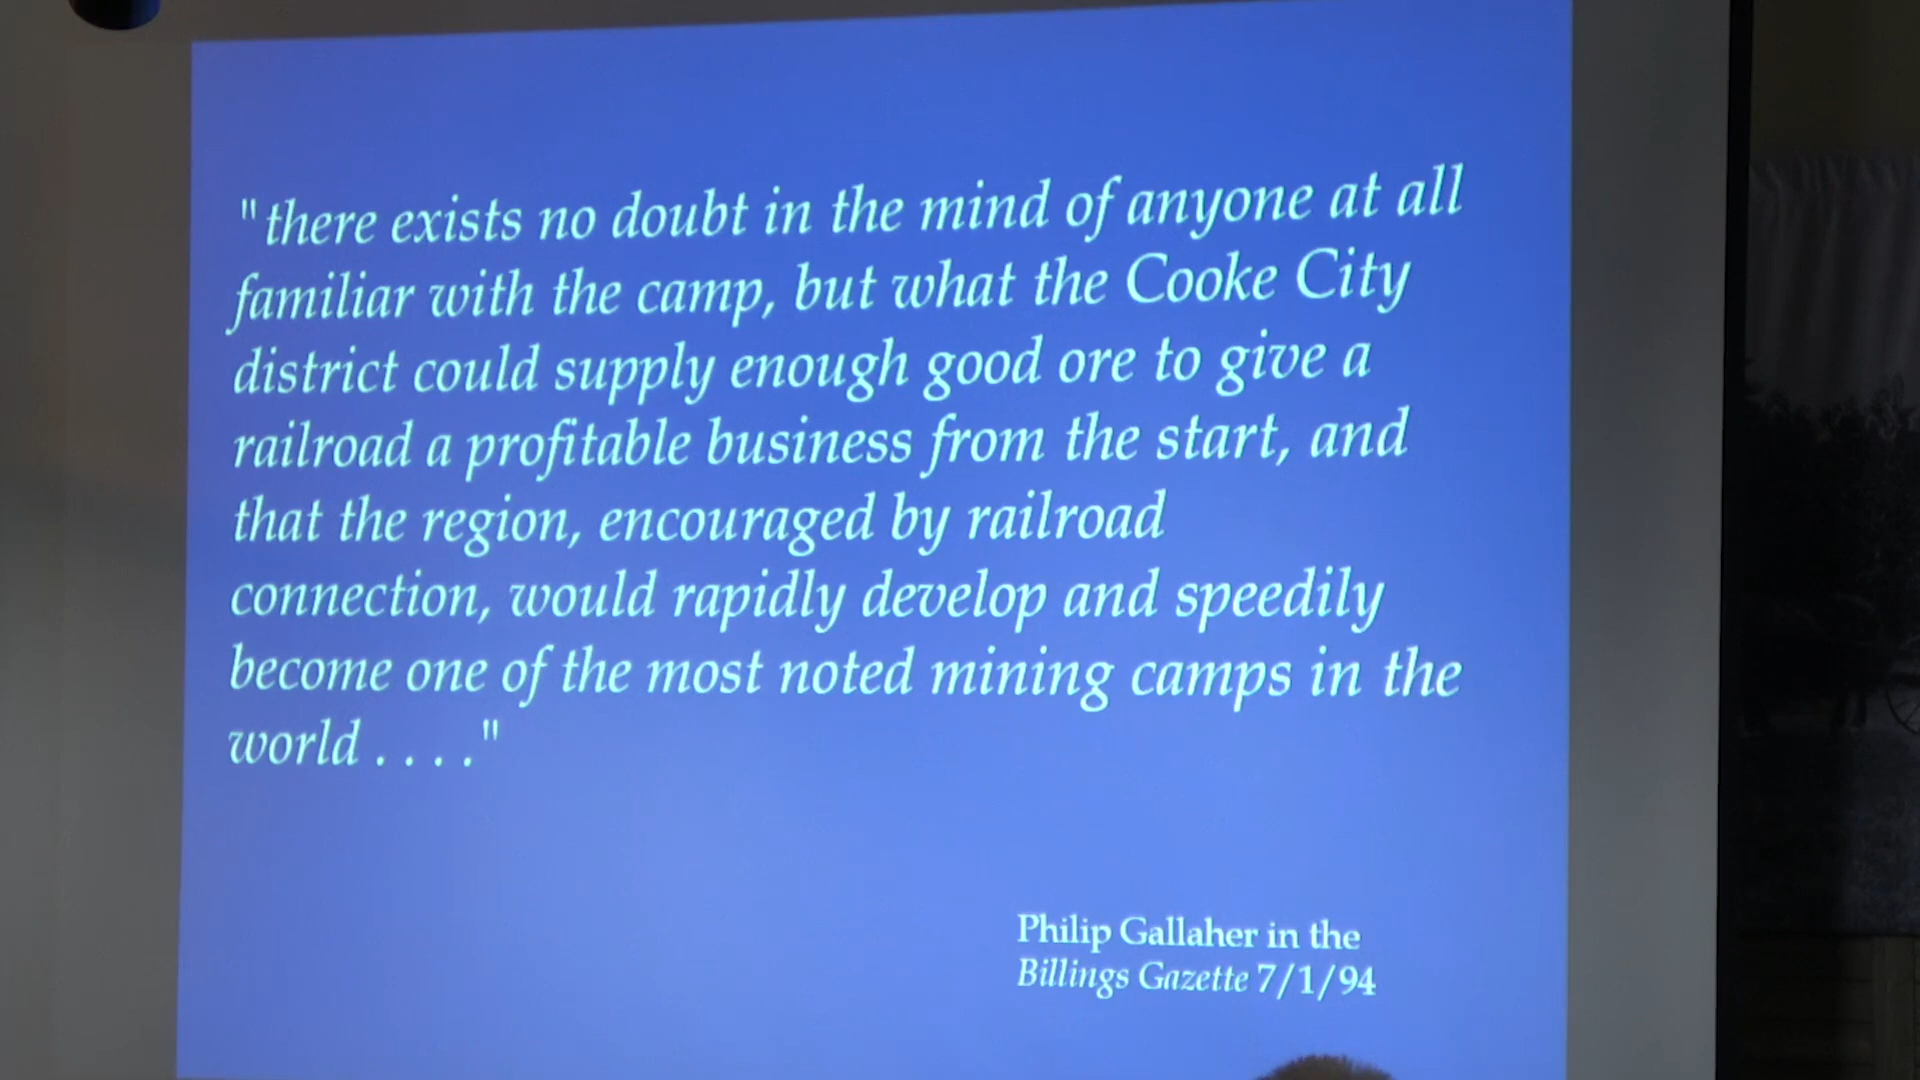 "there exists no doubt in the mind of anyone at all
familiar with the camp, but what the Cooke City
district could supply enough good ore to give a
railroad a profitable business from the start, and
that the region, encouraged by railroad
connection, would rapidly develop and speedily
become one of the most noted mining camps in the
world . . . ."
Philip Gallaher in the
Billings Gazette 7/1/94